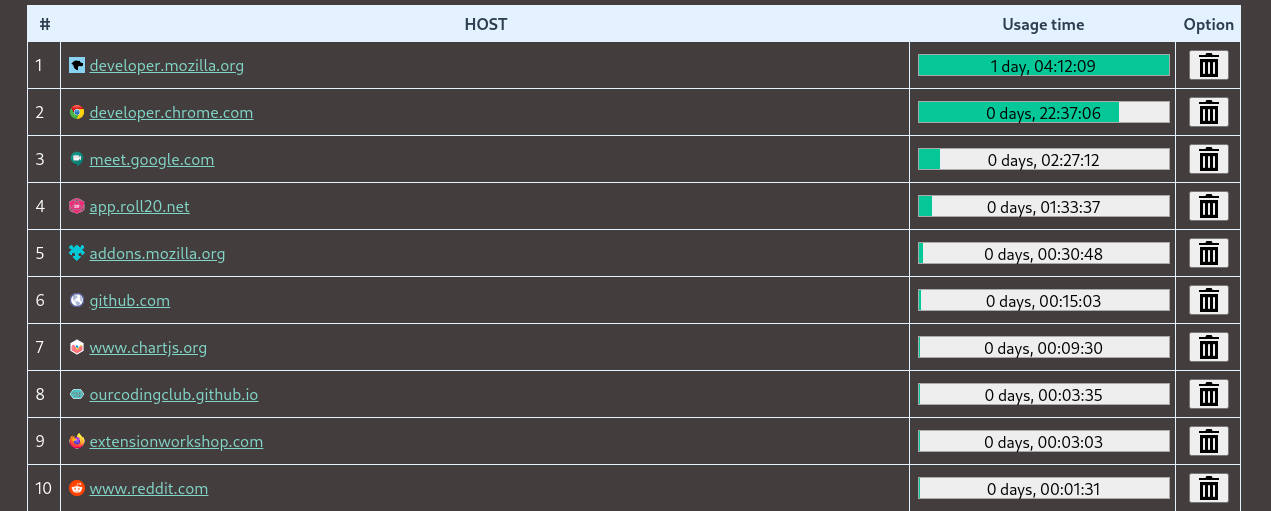 # HOST Usage time Option
1 developer.mozilla.org 1 day, 04:12:09
2 developer.chrome.com 0 days, 22:37:06
3 meet.google.com 0 days, 02:27:12
4 app.roll20.net 0 days, 01:33:37
5 addons.mozilla.org 0 days, 00:30:48
6 github.com 0 days, 00:15:03
7 www.chartjs.org 0 days, 00:09:30
8 ourcodingclub.github.io 0 days, 00:03:35
9 extensionworkshop.com 0 days, 00:03:03
10 www.reddit.com 0 days, 00:01:31